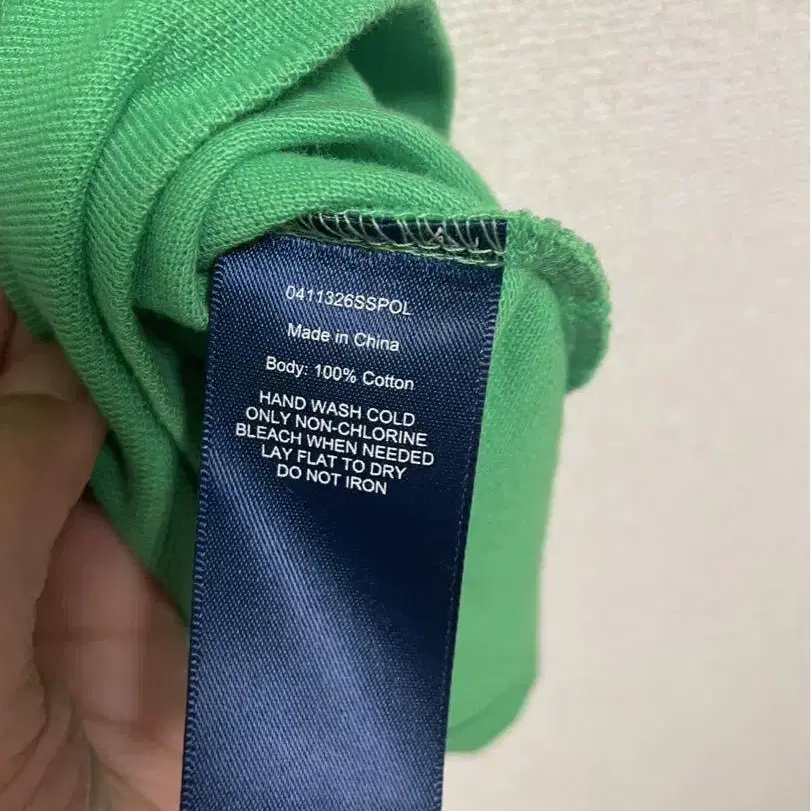 0411326SSPOL
Made in China
Body: 100% Cotton
HAND WASH COLD
ONLY NON-CHLORINE
BLEACH WHEN NEEDED
LAY FLAT TO DRY
DO NOT IRON